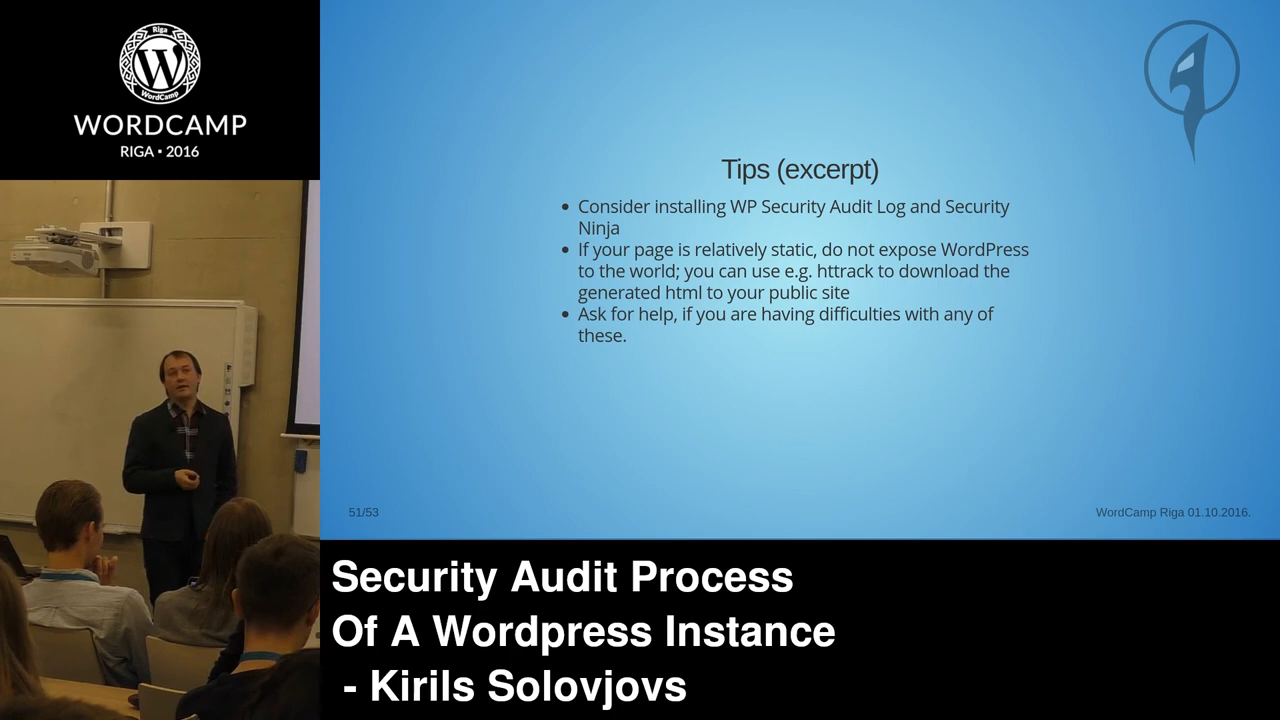 Riga
WordCamp
WORDCAMP
RIGA • 2016
Tips (excerpt)
• Consider installing WP Security Audit Log and Security
Ninja
• If your page is relatively static, do not expose WordPress
to the world; you can use e.g. httrack to download the
generated html to your public site
• Ask for help, if you are having difficulties with any of
these.
51/53
WordCamp Riga 01.10.2016.
Security Audit Process
Of A Wordpress Instance
- Kirils Solovjovs